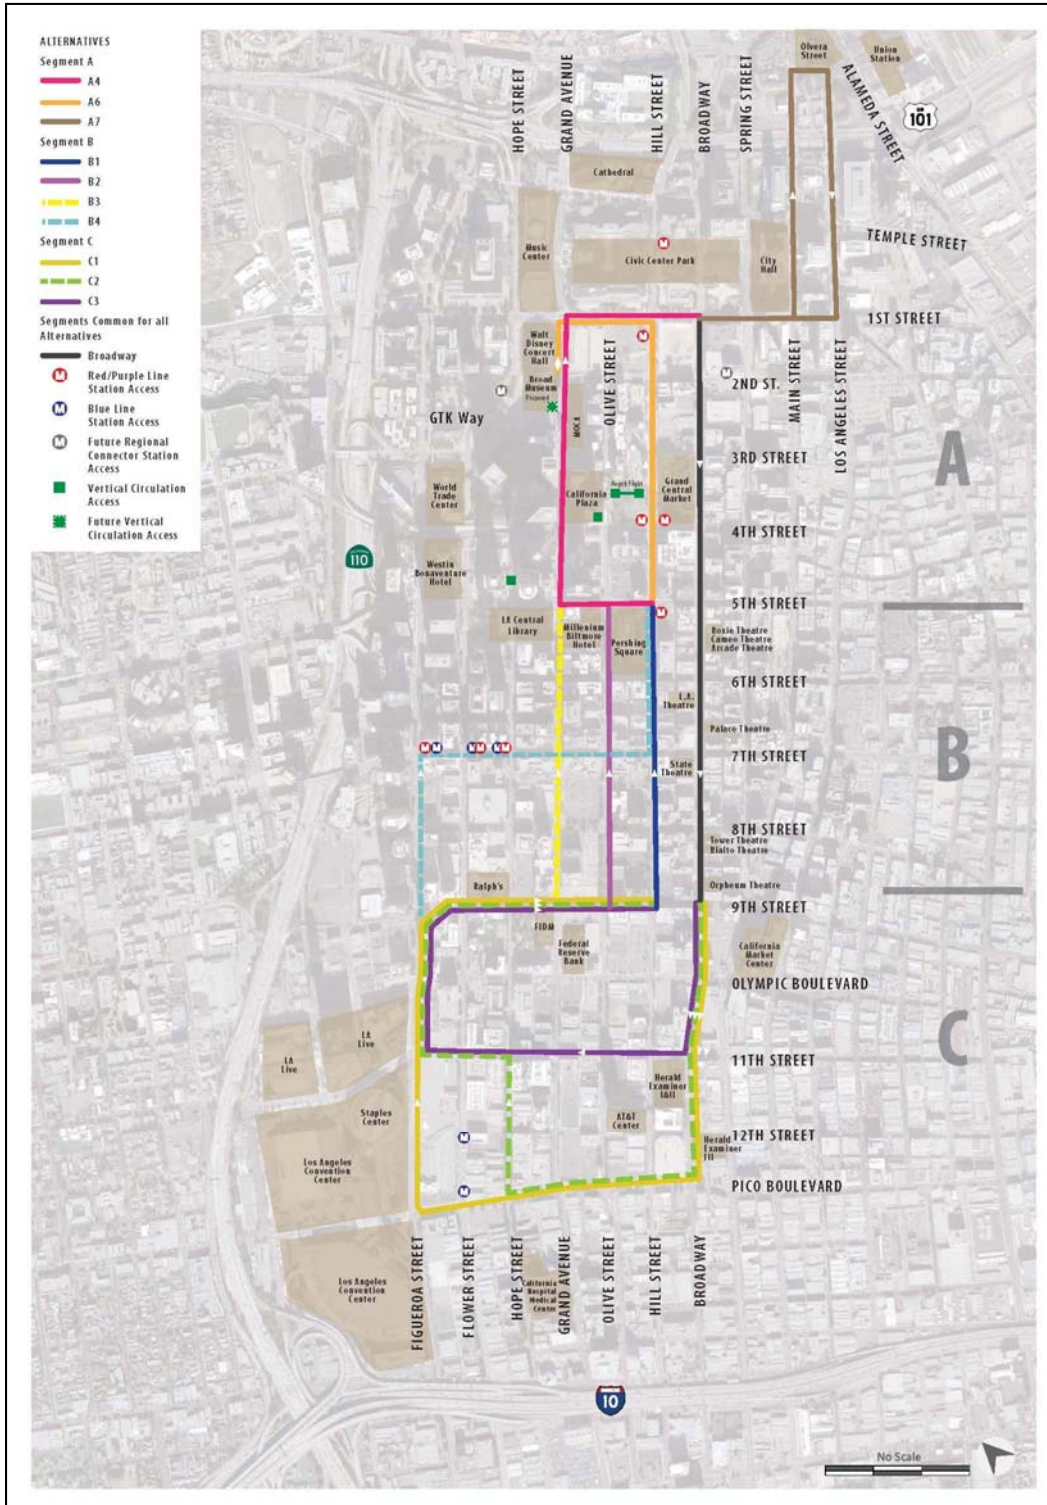 ALTERNATIVES
Segment A
A4
A6
A7
Segment B
B1
B2
B3
B4
Segment C
C1
C2
C3
Segments Common for all
Alternatives
Broadway
M Red/Purple Line
Station Access
M Blue Line
Station Access
M Future Regional
Connector Station
Access
Vertical Circulation
Access
Future Vertical
Circulation Access
HOPE STREET
GRAND AVENUE
HILL STREET
BROADWAY
SPRING STREET
Olvera
Street
Union
Station
ALAMEDA STREET
101
Cathedral
Music
Center
M
Civic Center Park
City
Hall
TEMPLE STREET
1ST STREET
Walt
Disney
Concert
Hall
Broad
Museum
Proposed
M
MOCA
OLIVE STREET
M
M
2ND ST.
MAIN STREET
LOS ANGELES STREET
GTK Way
3RD STREET
A
World
Trade
Center
California
Plaza
Angels Flight
Grand
Central
Market
M
M
4TH STREET
110
Westin
Bonaventure
Hotel
5TH STREET
LA Central
Library
Millenium
Biltmore
Hotel
Pershing
Square
M
Roxie Theatre
Cameo Theatre
Arcade Theatre
6TH STREET
L.A.
Theatre
Palace Theatre
M
M
M
M
M
M
7TH STREET
B
State
Theatre
8TH STREET
Tower Theatre
Rialto Theatre
Ralph's
Orpheum Theatre
9TH STREET
FIDM
Federal
Reserve
Bank
California
Market
Center
OLYMPIC BOULEVARD
C
LA
Live
LA
Live
11TH STREET
Herald
Examiner
I&II
Staples
Center
AT&T
Center
M
12TH STREET
Herald
Examiner
III
Los Angeles
Convention
Center
M
PICO BOULEVARD
FIGUEROA STREET
FLOWER STREET
HOPE STREET
GRAND AVENUE
OLIVE STREET
HILL STREET
BROADWAY
Los Angeles
Convention
Center
California
Hospital
Medical
Center
10
No Scale